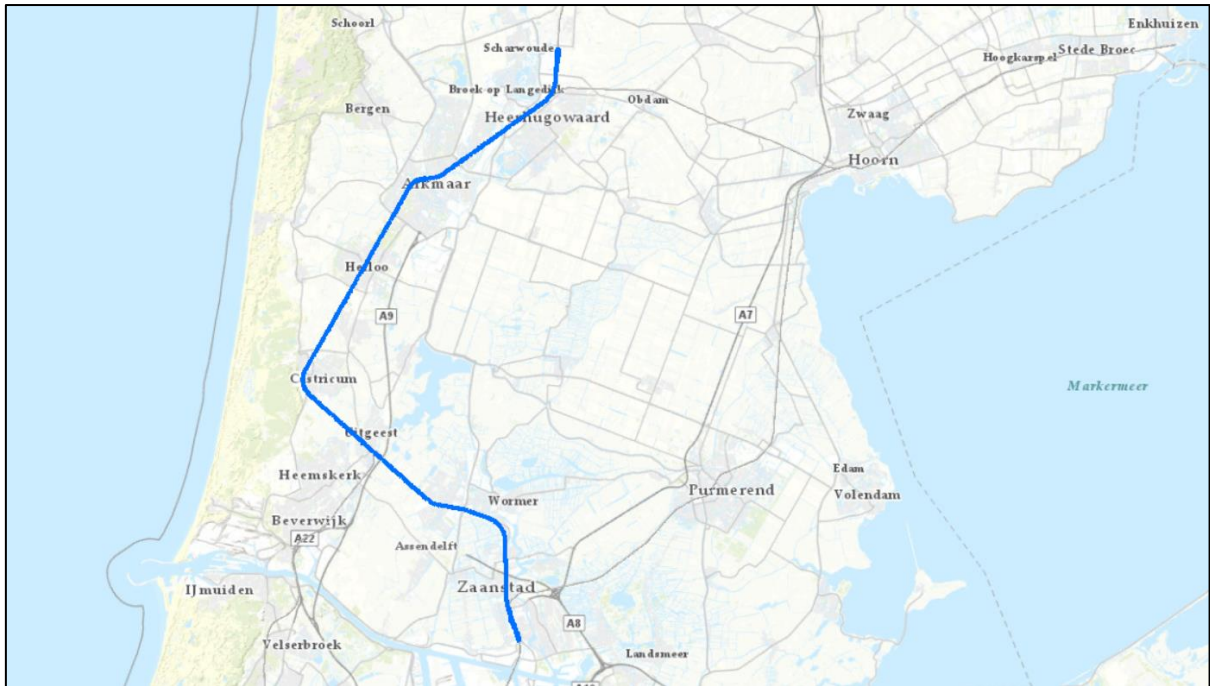 Schoorl
Enkhuizen
Scharwoude
Stede Broec
Hoogkarspel
Broek op Langedijk
Obdam
Bergen
Zwaag
Heerhugowaard
Hoorn
Alkmaar
Heiloo
A9
A7
Castricum
Markermeer
Uitgeest
Edam
Heemskerk
Purmerend
Volendam
Wormer
Beverwijk
A22
Assendelft
Zaanstad
IJmuiden
A8
Velserbroek
Landsmeer